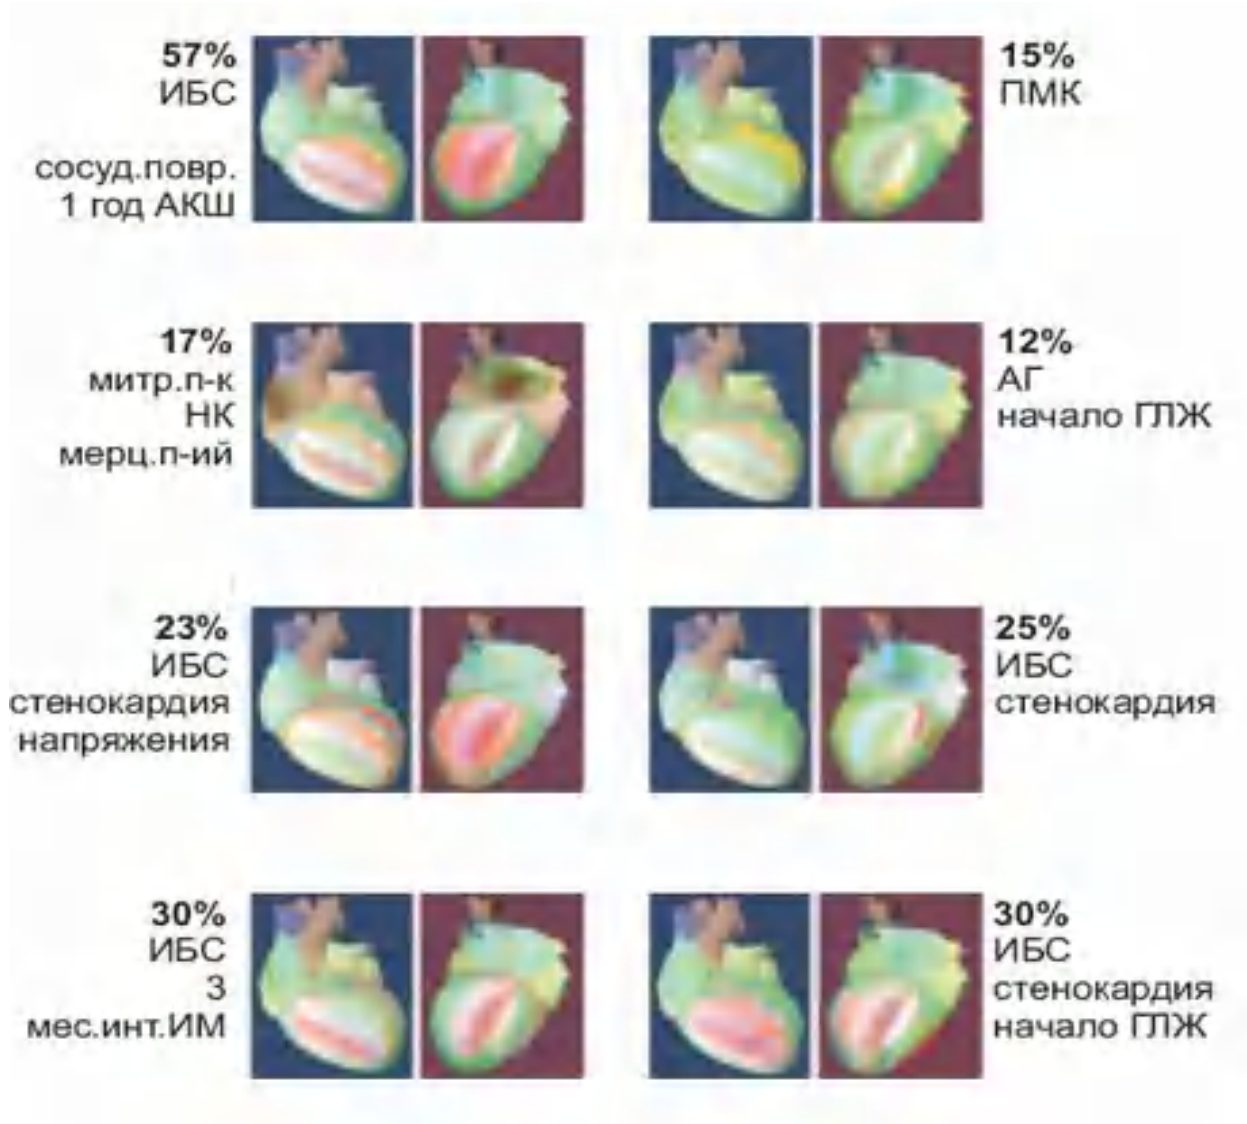 57%
ИБС
сосуд.повр.
1 год АКШ
15%
ПМК
17%
митр.п-к
НК
мерц.п-ий
12%
АГ
начало ГЛЖ
23%
ИБС
стенокардия
напряжения
25%
ИБС
стенокардия
30%
ИБС
3
мес.инт.ИМ
30%
ИБС
стенокардия
начало ГЛЖ